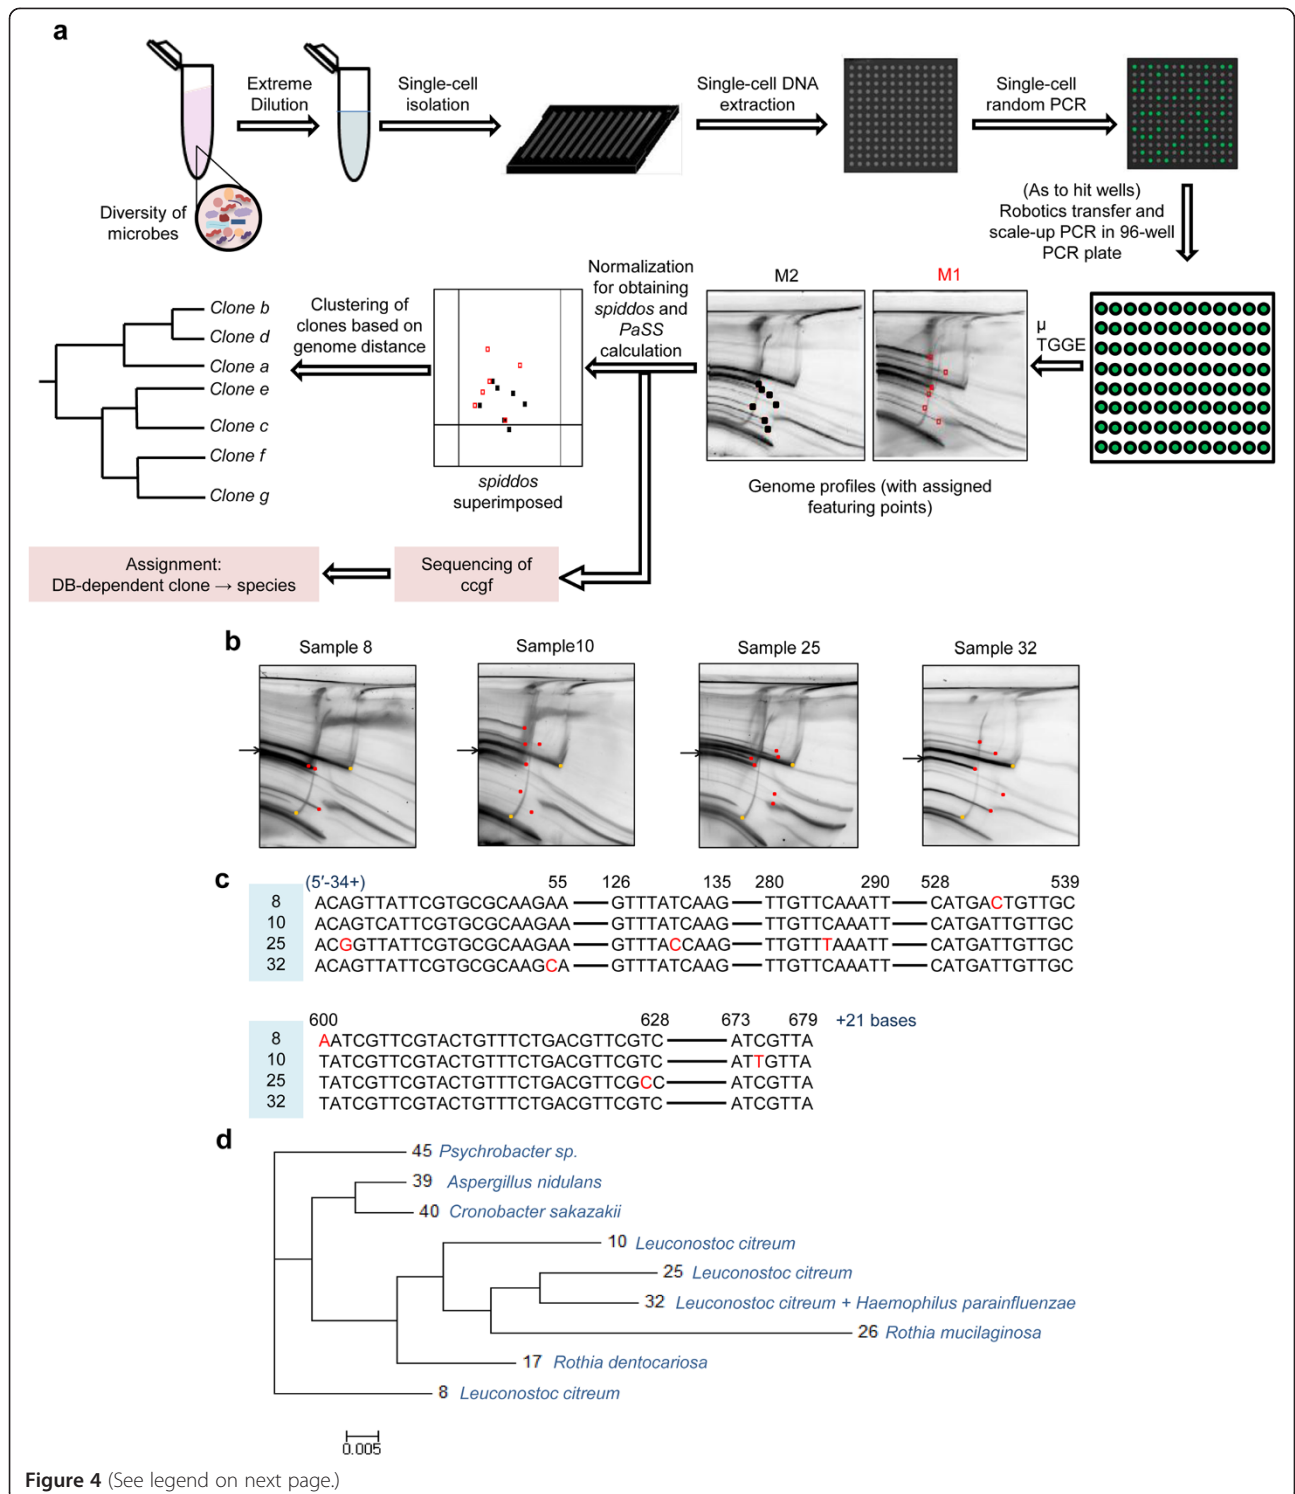 a
Extreme
Dilution
Single-cell
isolation
Single-cell DNA
extraction
Single-cell
random PCR
Diversity of
microbes
(As to hit wells)
Robotics transfer and
scale-up PCR in 96-well
PCR plate
µ
TGGE
M2
M1
Genome profiles (with assigned
featuring points)
Normalization
for obtaining
spiddos and
PaSS
calculation
spiddos
superimposed
Clustering of
clones based on
genome distance
Clone b
Clone d
Clone a
Clone e
Clone c
Clone f
Clone g
Sequencing of
ccgf
Assignment:
DB-dependent clone → species
b
Sample 8
Sample10
Sample 25
Sample 32
c
(5′-34+) 55 126 135 280 290 528 539
8 ACAGTTATTCGTGCGCAAGAA GTTTATCAAG TTGTTCAAATT CATGACTGTTGC
10 ACAGTCATTCGTGCGCAAGAA GTTTATCAAG TTGTTCAAATT CATGATTGTTGC
25 ACGGTTATTCGTGCGCAAGAA GTTTACCAAG TTGTTTAAATT CATGATTGTTGC
32 ACAGTTATTCGTGCGCAAGCA GTTTATCAAG TTGTTCAAATT CATGATTGTTGC
600 628 673 679 +21 bases
8 AATCGTTCGTACTGTTTCTGACGTTCGTC ATCGTTA
10 TATCGTTCGTACTGTTTCTGACGTTCGTC ATTGTTA
25 TATCGTTCGTACTGTTTCTGACGTTCGCC ATCGTTA
32 TATCGTTCGTACTGTTTCTGACGTTCGTC ATCGTTA
d
45 Psychrobacter sp.
39 Aspergillus nidulans
40 Cronobacter sakazakii
10 Leuconostoc citreum
25 Leuconostoc citreum
32 Leuconostoc citreum + Haemophilus parainfluenzae
26 Rothia mucilaginosa
17 Rothia dentocariosa
8 Leuconostoc citreum
0.005
Figure 4 (See legend on next page.)